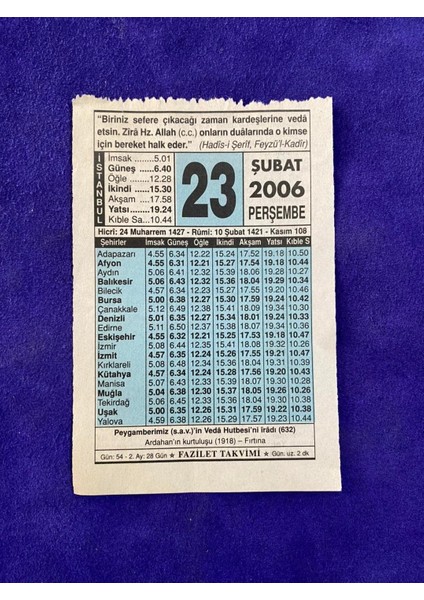 “Biriniz sefere çıkacağı zaman kardeşlerine vedâ
etsin. Zîrâ Hz. Allah (c.c.) onların duâlarında o kimse
için bereket halk eder.” (Hadîs-i Şerîf, Feyzü’l-Kadîr)
İSTANBUL
İmsak ..... 5.01
Güneş ..... 6.40
Öğle ..... 12.28
İkindi ..... 15.30
Akşam .... 17.58
Yatsı ..... 19.24
Kıble Sa... 10.44
23
ŞUBAT
2006
PERŞEMBE
Hicrî: 24 Muharrem 1427 - Rûmî: 10 Şubat 1421 - Kasım 108
Şehirler İmsak Güneş Öğle İkindi Akşam Yatsı Kıble S
Adapazarı 4.55 6.34 12.22 15.24 17.52 19.18 10.50
Afyon 4.55 6.31 12.21 15.27 17.54 19.18 10.44
Aydın 5.06 6.41 12.32 15.39 18.06 19.28 10.27
Balıkesir 5.06 6.43 12.32 15.36 18.04 19.29 10.34
Bilecik 4.57 6.35 12.23 15.27 17.55 19.20 10.46
Bursa 5.00 6.38 12.27 15.30 17.59 19.24 10.42
Çanakkale 5.12 6.49 12.38 15.41 18.09 19.34 10.30
Denizli 5.01 6.35 12.27 15.34 18.01 19.24 10.33
Edirne 5.11 6.50 12.37 15.38 18.07 19.34 10.36
Eskişehir 4.55 6.32 12.21 15.25 17.53 19.18 10.47
İzmir 5.08 6.44 12.35 15.41 18.08 19.32 10.26
İzmit 4.57 6.35 12.24 15.26 17.55 19.21 10.47
Kırklareli 5.08 6.48 12.34 15.36 18.04 19.31 10.39
Kütahya 4.57 6.34 12.24 15.28 17.56 19.20 10.43
Manisa 5.07 6.43 12.33 15.39 18.07 19.30 10.28
Muğla 5.04 6.38 12.30 15.37 18.05 19.26 10.26
Tekirdağ 5.06 6.45 12.33 15.35 18.03 19.29 10.38
Uşak 5.00 6.35 12.26 15.31 17.59 19.22 10.38
Yalova 4.59 6.38 12.26 15.29 17.57 19.23 10.44
Peygamberimiz (s.a.v.)’in Vedâ Hutbesi’ni îrâdı (632)
Ardahan’ın kurtuluşu (1918) – Fırtına
Gün: 54 - 2. Ay: 28 Gün ★ FAZİLET TAKVİMİ ★ Gün. uz. 2 dk